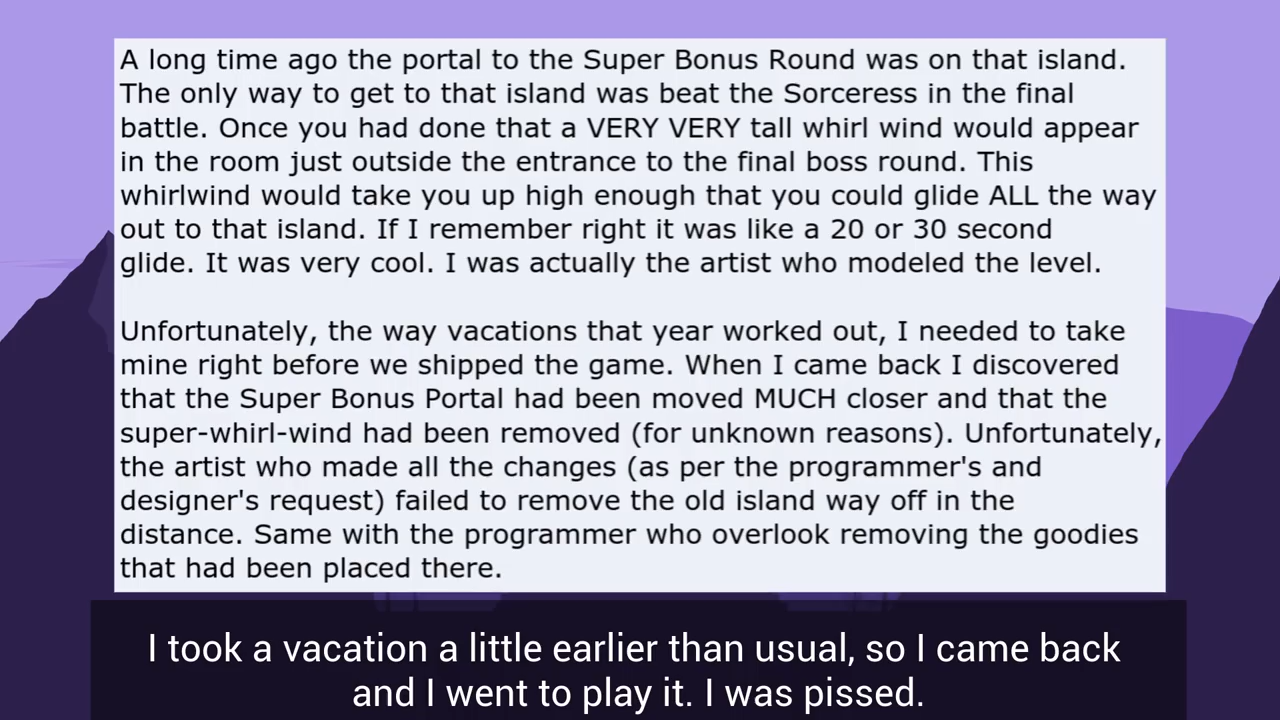 A long time ago the portal to the Super Bonus Round was on that island.
The only way to get to that island was beat the Sorceress in the final
battle. Once you had done that a VERY VERY tall whirl wind would appear
in the room just outside the entrance to the final boss round. This
whirlwind would take you up high enough that you could glide ALL the way
out to that island. If I remember right it was like a 20 or 30 second
glide. It was very cool. I was actually the artist who modeled the level.
Unfortunately, the way vacations that year worked out, I needed to take
mine right before we shipped the game. When I came back I discovered
that the Super Bonus Portal had been moved MUCH closer and that the
super-whirl-wind had been removed (for unknown reasons). Unfortunately,
the artist who made all the changes (as per the programmer's and
designer's request) failed to remove the old island way off in the
distance. Same with the programmer who overlook removing the goodies
that had been placed there.
I took a vacation a little earlier than usual, so I came back
and I went to play it. I was pissed.